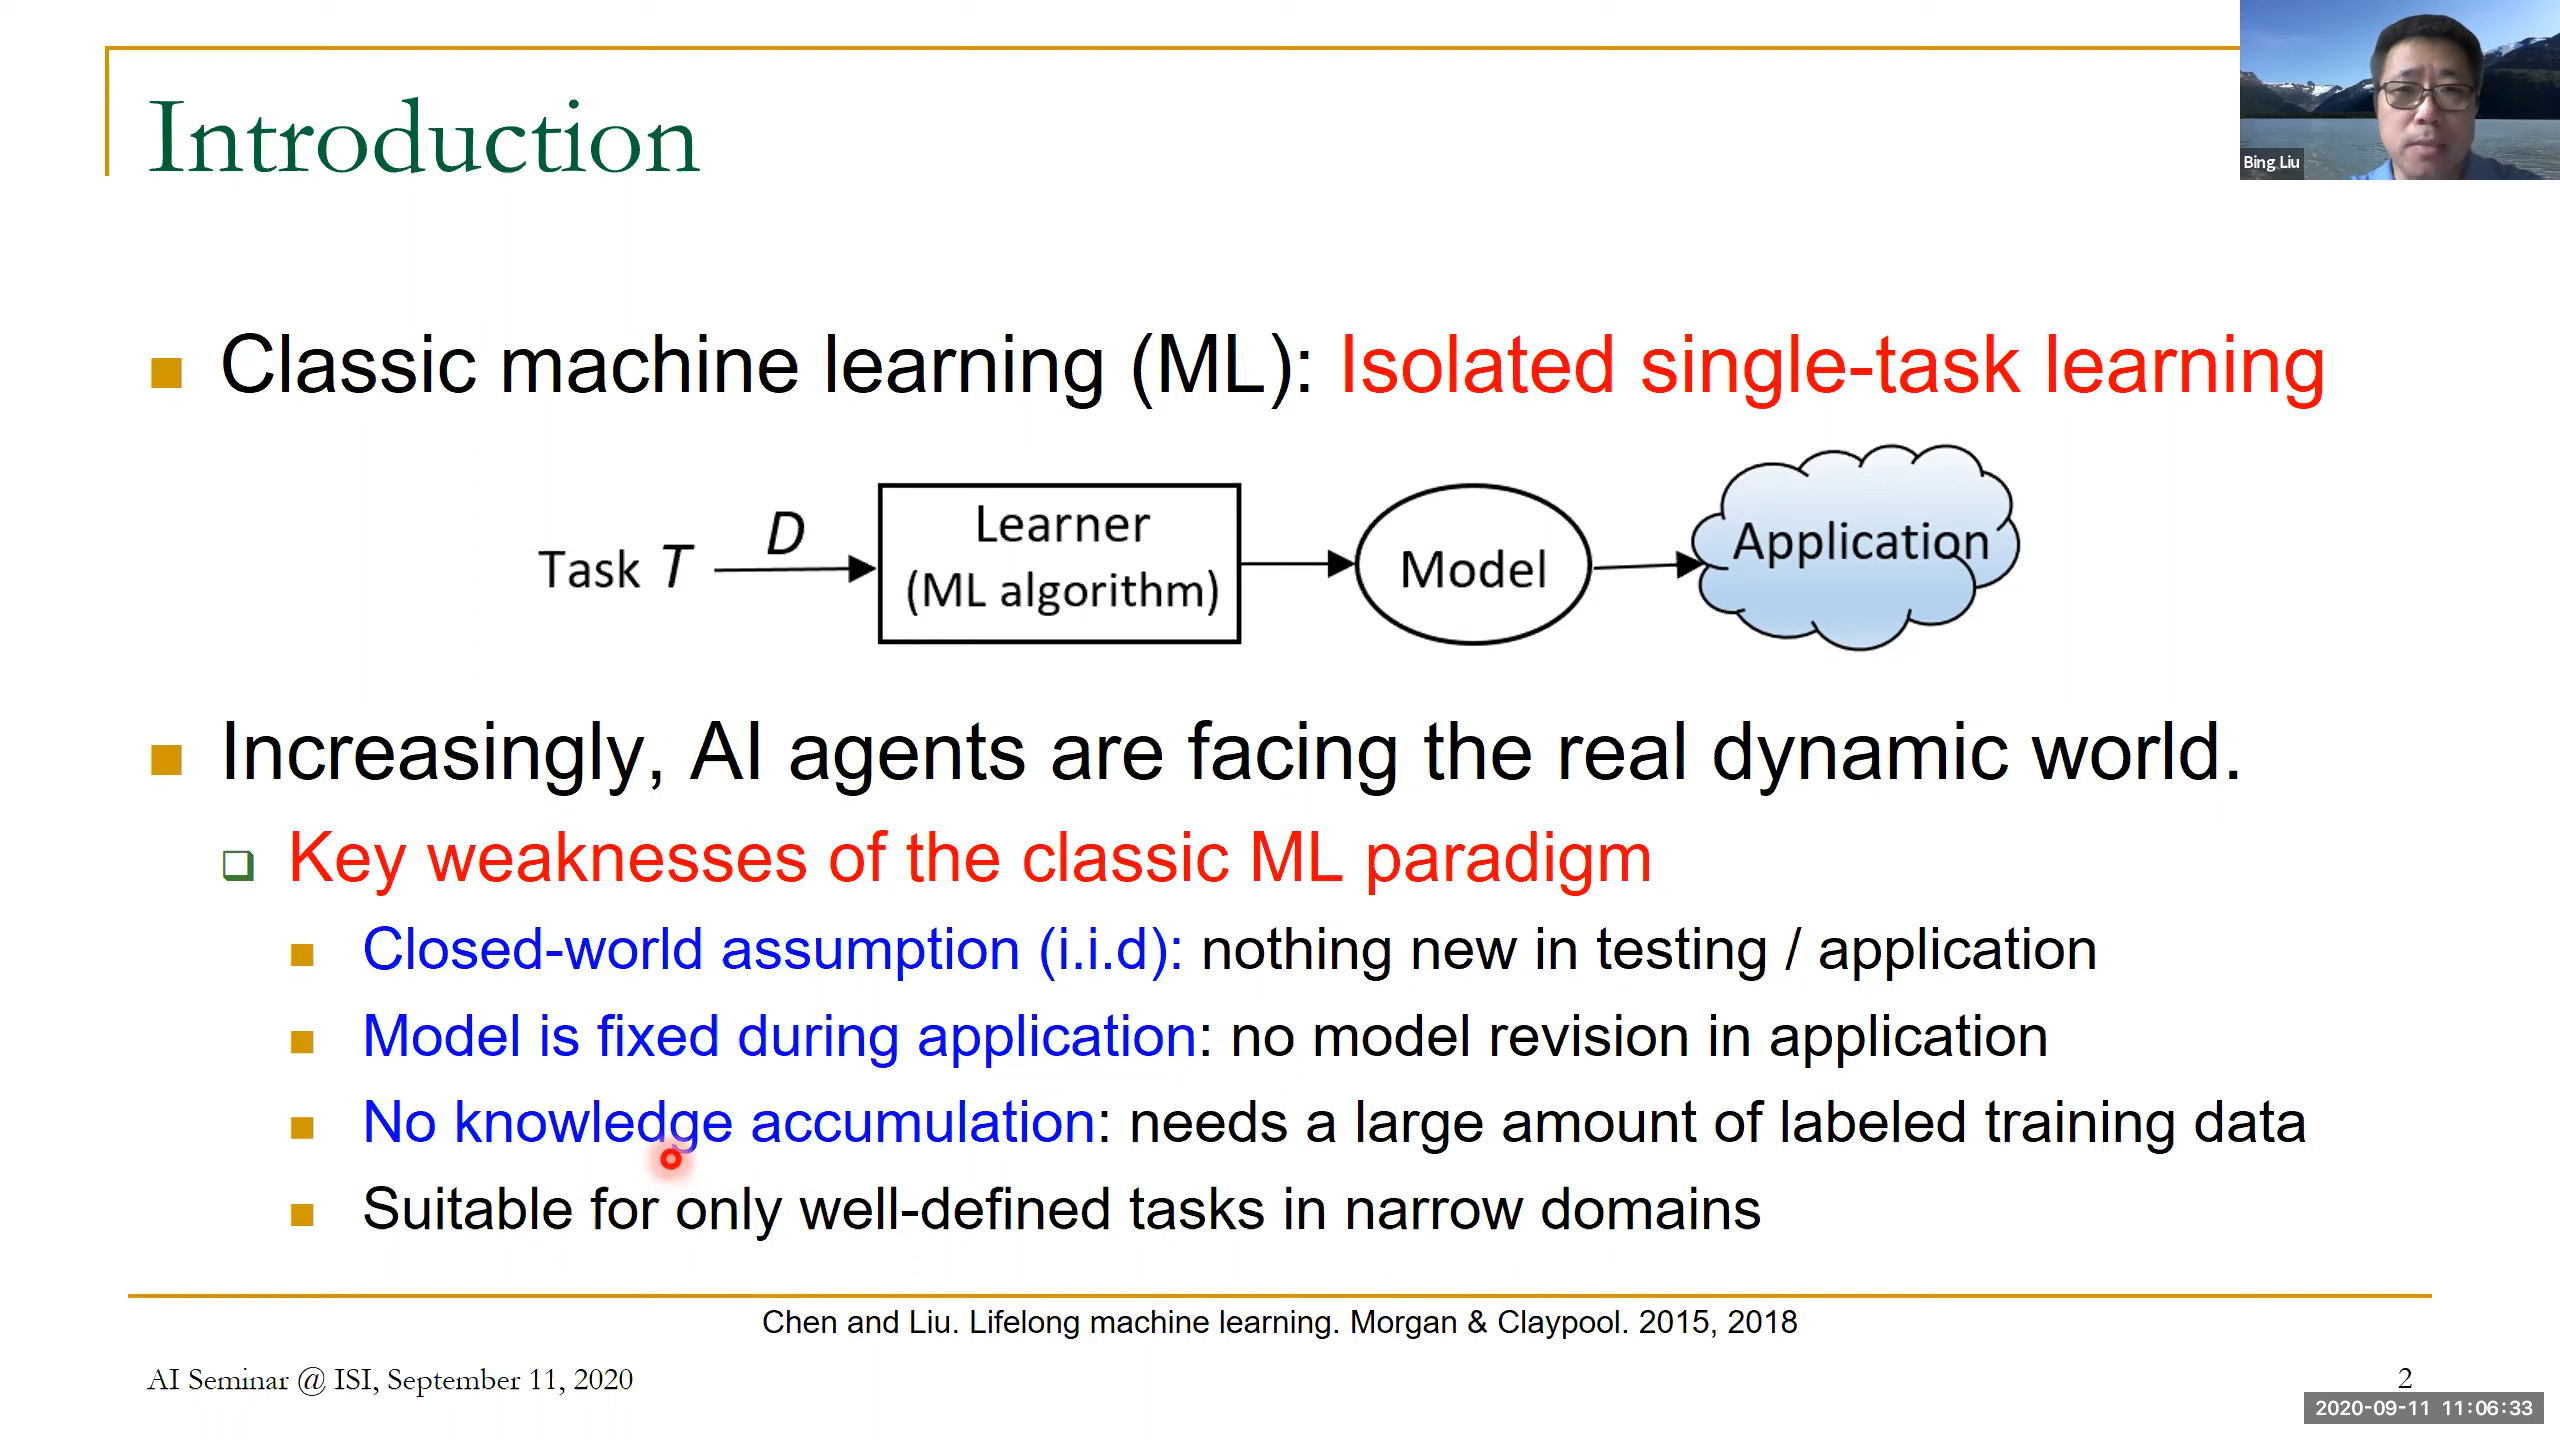 Introduction
Bing Liu
Classic machine learning (ML): Isolated single-task learning
Task T
D
Learner
(ML algorithm)
Model
Application
Increasingly, AI agents are facing the real dynamic world.
Key weaknesses of the classic ML paradigm
Closed-world assumption (i.i.d): nothing new in testing / application
Model is fixed during application: no model revision in application
No knowledge accumulation: needs a large amount of labeled training data
Suitable for only well-defined tasks in narrow domains
Chen and Liu. Lifelong machine learning. Morgan & Claypool. 2015, 2018
AI Seminar @ ISI, September 11, 2020
2
2020-09-11 11:06:33